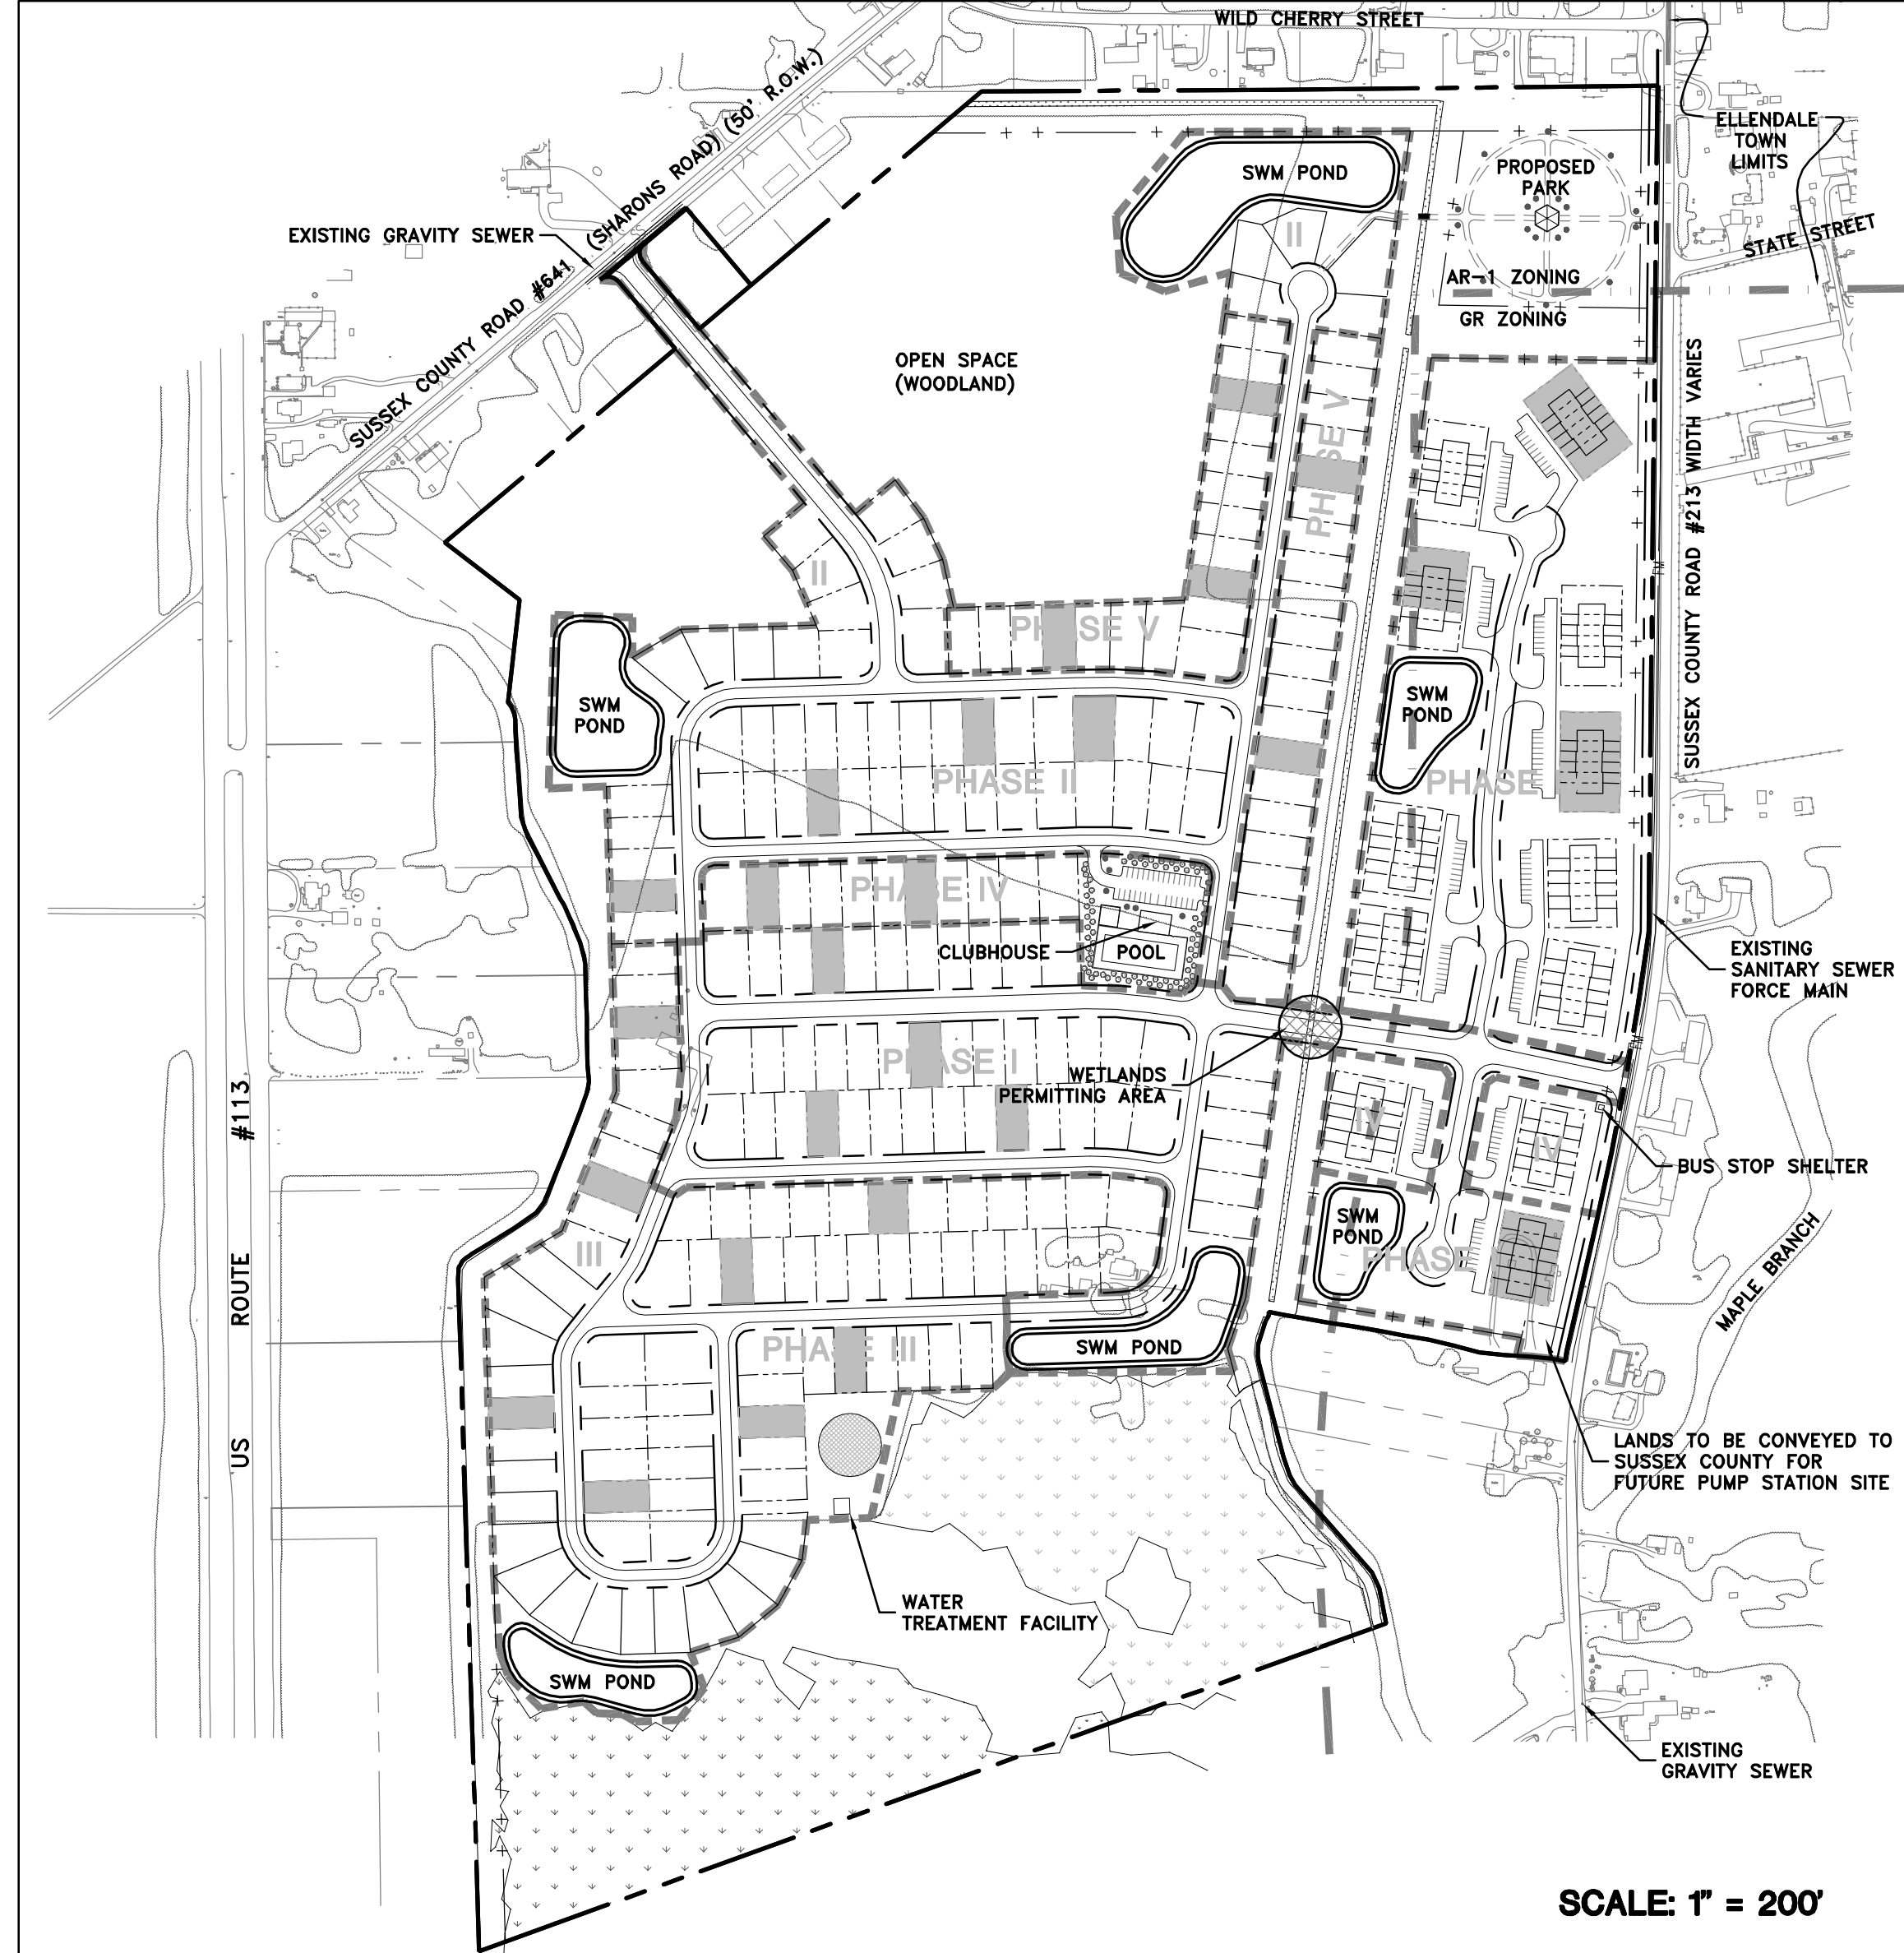 WILD CHERRY STREET
SUSSEX COUNTY ROAD #641 (SHARONS ROAD) (50' R.O.W.)
ELLENDALE
TOWN
LIMITS
SWM POND
PROPOSED
PARK
EXISTING GRAVITY SEWER
STATE STREET
II
AR-1 ZONING
GR ZONING
OPEN SPACE
(WOODLAND)
PHASE V
SUSSEX COUNTY ROAD #213 WIDTH VARIES
II
PHASE V
SWM
POND
SWM
POND
PHASE II
PHASE
PHASE IV
CLUBHOUSE
POOL
EXISTING
SANITARY SEWER
FORCE MAIN
FM
FM
PHASE I
WETLANDS
PERMITTING AREA
US ROUTE #113
IV
IV
BUS STOP SHELTER
SWM
POND
PHASE
III
MAPLE BRANCH
PHASE III
SWM POND
LANDS TO BE CONVEYED TO
SUSSEX COUNTY FOR
FUTURE PUMP STATION SITE
WATER
TREATMENT FACILITY
SWM POND
EXISTING
GRAVITY SEWER
SCALE: 1" = 200'